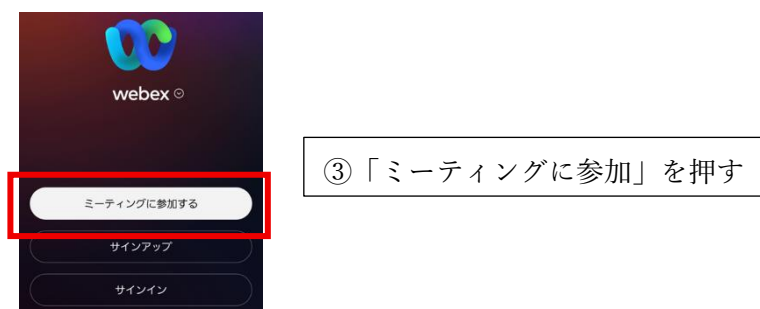 webex
ミーティングに参加する
サインアップ
サインイン
③「ミーティングに参加」を押す